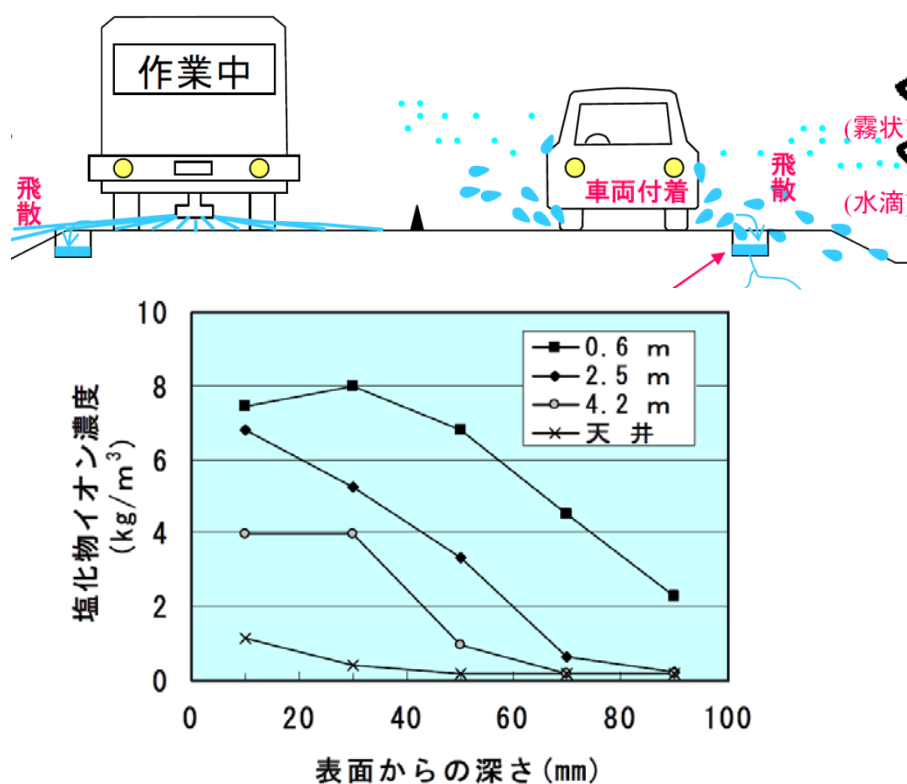 作業中
(霧状)
飛散
飛散
車両付着
(水滴)
10
8
6
4
2
0
0.6 m
2.5 m
4.2 m
天井
塩化物イオン濃度
(kg/m³)
0 20 40 60 80 100
表面からの深さ(mm)